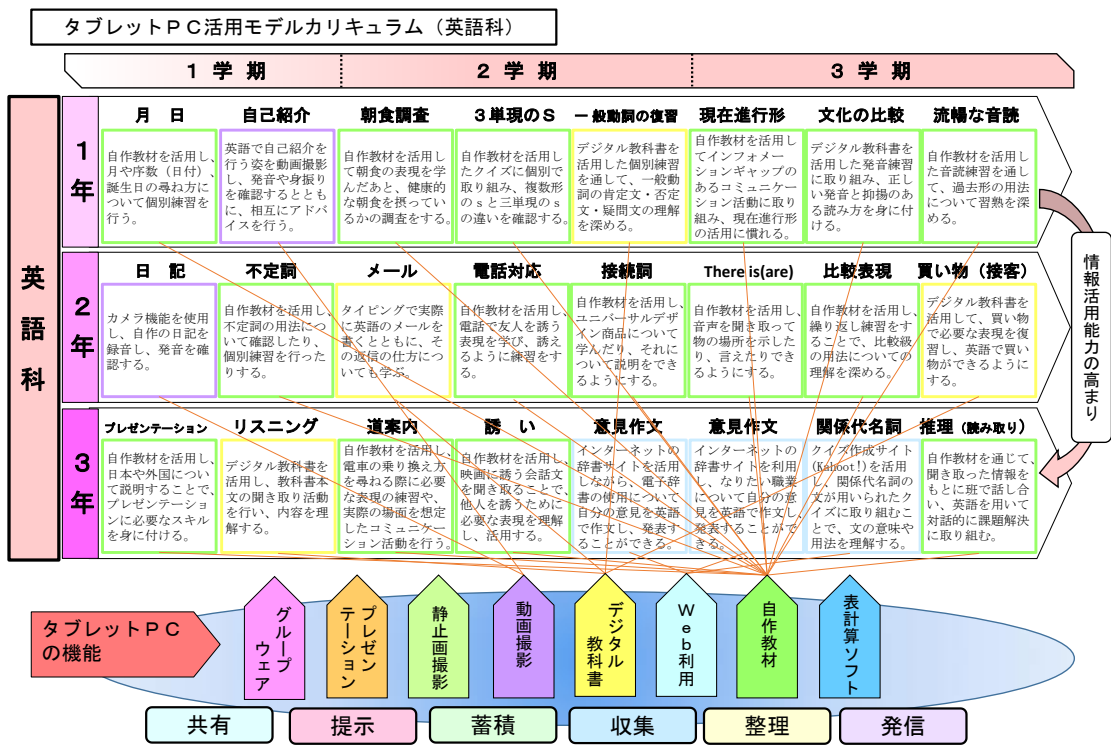 タブレットＰＣ活用モデルカリキュラム（英語科）
１学期
２学期
３学期
英語科
１年
月　日
自作教材を活用し、
月や序数（日付）、
誕生日の尋ね方に
ついて個別練習を
行う。
自己紹介
英語で自己紹介を
行う姿を動画撮影
し、発音や身振り
を確認するととも
に、相互にアドバ
イスを行う。
朝食調査
自作教材を活用し
て朝食の表現を学
んだあと、健康的
な朝食を摂ってい
るかの調査をする。
３単現のＳ
自作教材を活用し
たクイズに個別で
取り組み、複数形
のｓと三単現のｓ
の違いを確認する。
一般動詞の復習
デジタル教科書を
活用した個別練習
を通して、一般動
詞の肯定文・否定
文・疑問文の理解
を深める。
現在進行形
自作教材を活用し
てインフォメー
ションギャップの
あるコミュニケー
ション活動に取り
組み、現在進行形
の活用に慣れる。
文化の比較
デジタル教科書を
活用した発音練習
に取り組み、正し
い発音と抑揚のあ
る読み方を身に付
ける。
流暢な音読
自作教材を活用し
た音読練習を通し
て、過去形の用法
について習熟を深
める。
２年
日　記
カメラ機能を使用
し、自作の日記を
録音し、発音を確
認する。
不定詞
自作教材を活用し、
不定詞の用法につ
いて確認したり、
個別練習を行った
りする。
メール
タイピングで実際
に英語のメールを
書くとともに、そ
の返信の仕方につ
いても学ぶ。
電話対応
自作教材を活用し、
電話で友人を誘う
表現を学び、誘え
るように練習をす
る。
接続詞
自作教材を活用し、
ユニバーサルデザ
イン商品について
学んだり、それに
ついて説明をでき
るようにする。
There is(are)
自作教材を活用し、
音声を聞き取って
物の場所を示した
り、言えたりでき
るようにする。
比較表現
自作教材を活用し、
繰り返し練習をす
ることで、比較級
の用法についての
理解を深める。
買い物（接客）
デジタル教科書を
活用して、買い物
で必要な表現を復
習し、英語で買い
物ができるように
する。
３年
プレゼンテーション
自作教材を活用し、
日本や外国につい
て説明することで、
プレゼンテーション
に必要なスキル
を身に付ける。
リスニング
デジタル教科書を
活用し、教科書本
文の聞き取り活動
を行い、内容を理
解する。
道案内
自作教材を活用し、
電車の乗り換え方
を尋ねる際に必要
な表現の練習や、
実際の場面を想定
したコミュニケー
ション活動を行う。
誘　い
自作教材を活用し、
映画に誘う会話文
を聞き取ることで、
他人を誘うために
必要な表現を理解
し、活用する。
意見作文
インターネットの
辞書サイトを活用
しながら、電子辞
書の使用について
自分の意見を英語
で作文し、発表す
ることができる。
意見作文
インターネットの
辞書サイトを利用
し、なりたい職業
について自分の意
見を英語で作文し、
発表することがで
きる。
関係代名詞
クイズ作成サイト
(Kahoot!)を活用
し、関係代名詞の
文が用いられたク
イズに取り組むこ
とで、文の意味や
用法を理解する。
推理（読み取り）
自作教材を通じて、
聞き取った情報を
もとに班で話し合
い、英語を用いて
対話的に課題解決
に取り組む。
情報活用能力の高まり
タブレットＰＣ
の機能
グループ
ウェア
プレゼン
テーション
静止画撮影
動画撮影
デジタル
教科書
Ｗｅｂ利用
自作教材
表計算ソフト
共有
提示
蓄積
収集
整理
発信